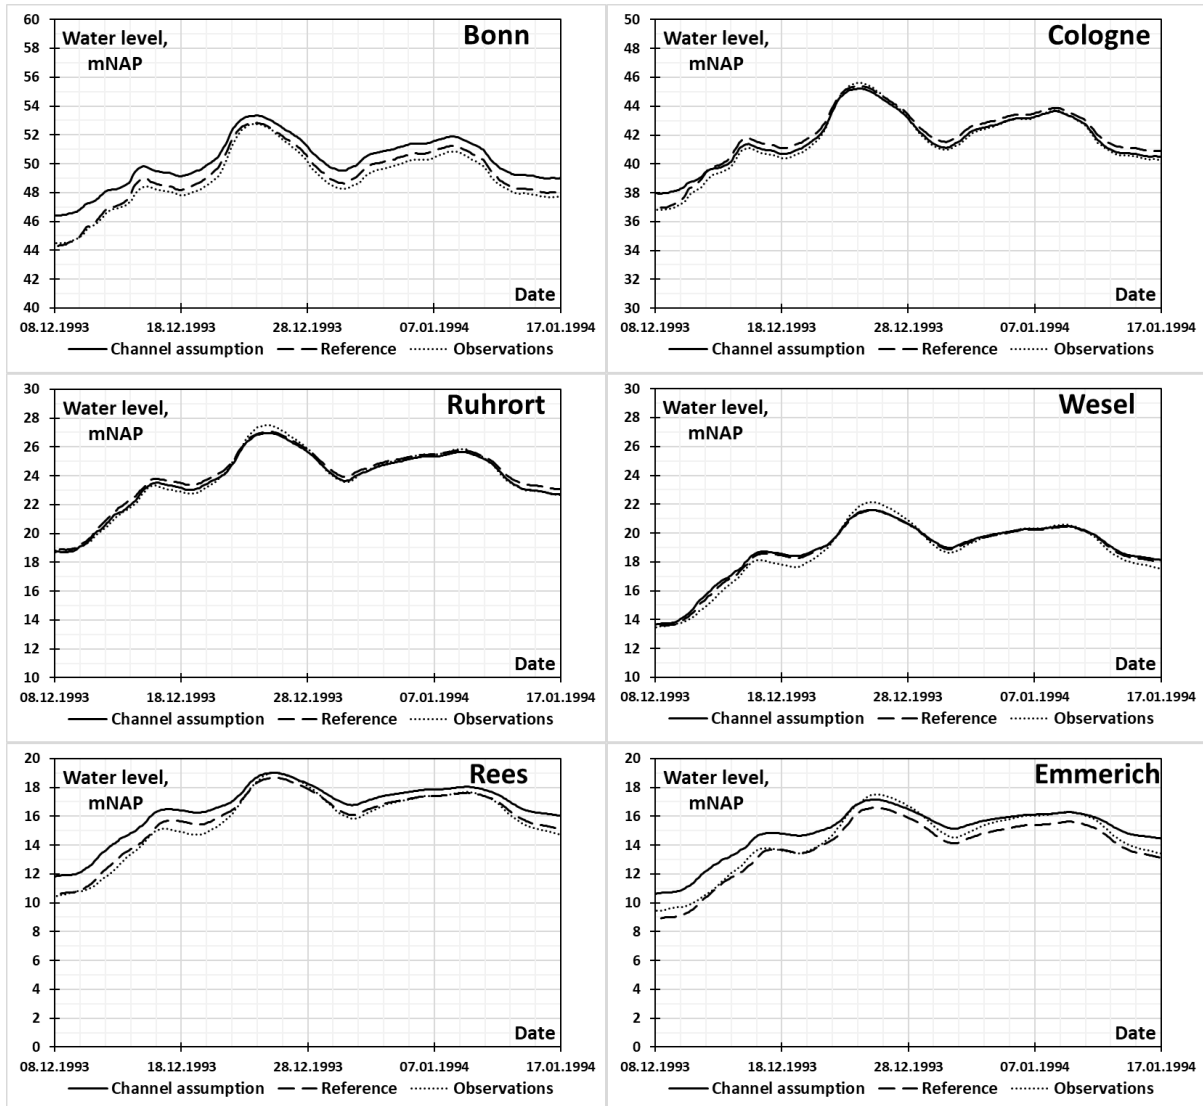 Bonn
Water level,
mNAP
60
58
56
54
52
50
48
46
44
42
40
Date
08.12.1993 18.12.1993 28.12.1993 07.01.1994 17.01.1994
Channel assumption Reference Observations
Cologne
Water level,
mNAP
50
48
46
44
42
40
38
36
34
32
30
Date
08.12.1993 18.12.1993 28.12.1993 07.01.1994 17.01.1994
Channel assumption Reference Observations
Ruhrort
Water level,
mNAP
30
28
26
24
22
20
18
16
14
12
10
Date
08.12.1993 18.12.1993 28.12.1993 07.01.1994 17.01.1994
Channel assumption Reference Observations
Wesel
Water level,
mNAP
30
28
26
24
22
20
18
16
14
12
10
Date
08.12.1993 18.12.1993 28.12.1993 07.01.1994 17.01.1994
Channel assumption Reference Observations
Rees
Water level,
mNAP
20
18
16
14
12
10
8
6
4
2
0
Date
08.12.1993 18.12.1993 28.12.1993 07.01.1994 17.01.1994
Channel assumption Reference Observations
Emmerich
Water level,
mNAP
20
18
16
14
12
10
8
6
4
2
0
Date
08.12.1993 18.12.1993 28.12.1993 07.01.1994 17.01.1994
Channel assumption Reference Observations